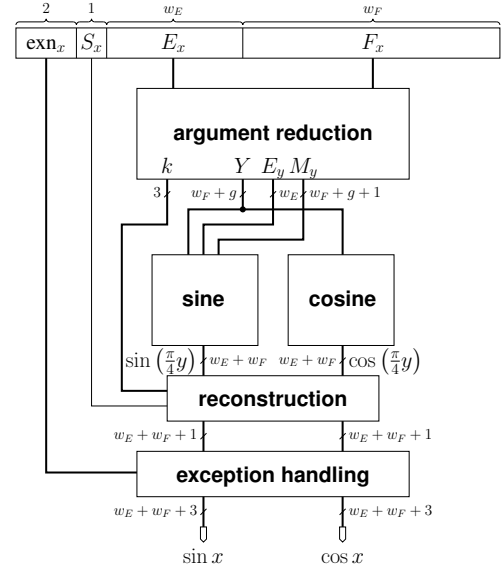 2 1 w_E w_F
exn_x S_x E_x F_x
argument reduction
k Y E_y M_y
3 w_F + g w_E w_F + g + 1
sine cosine
sin (π/4 y) w_E + w_F w_E + w_F cos (π/4 y)
reconstruction
w_E + w_F + 1 w_E + w_F + 1
exception handling
w_E + w_F + 3 w_E + w_F + 3
sin x cos x